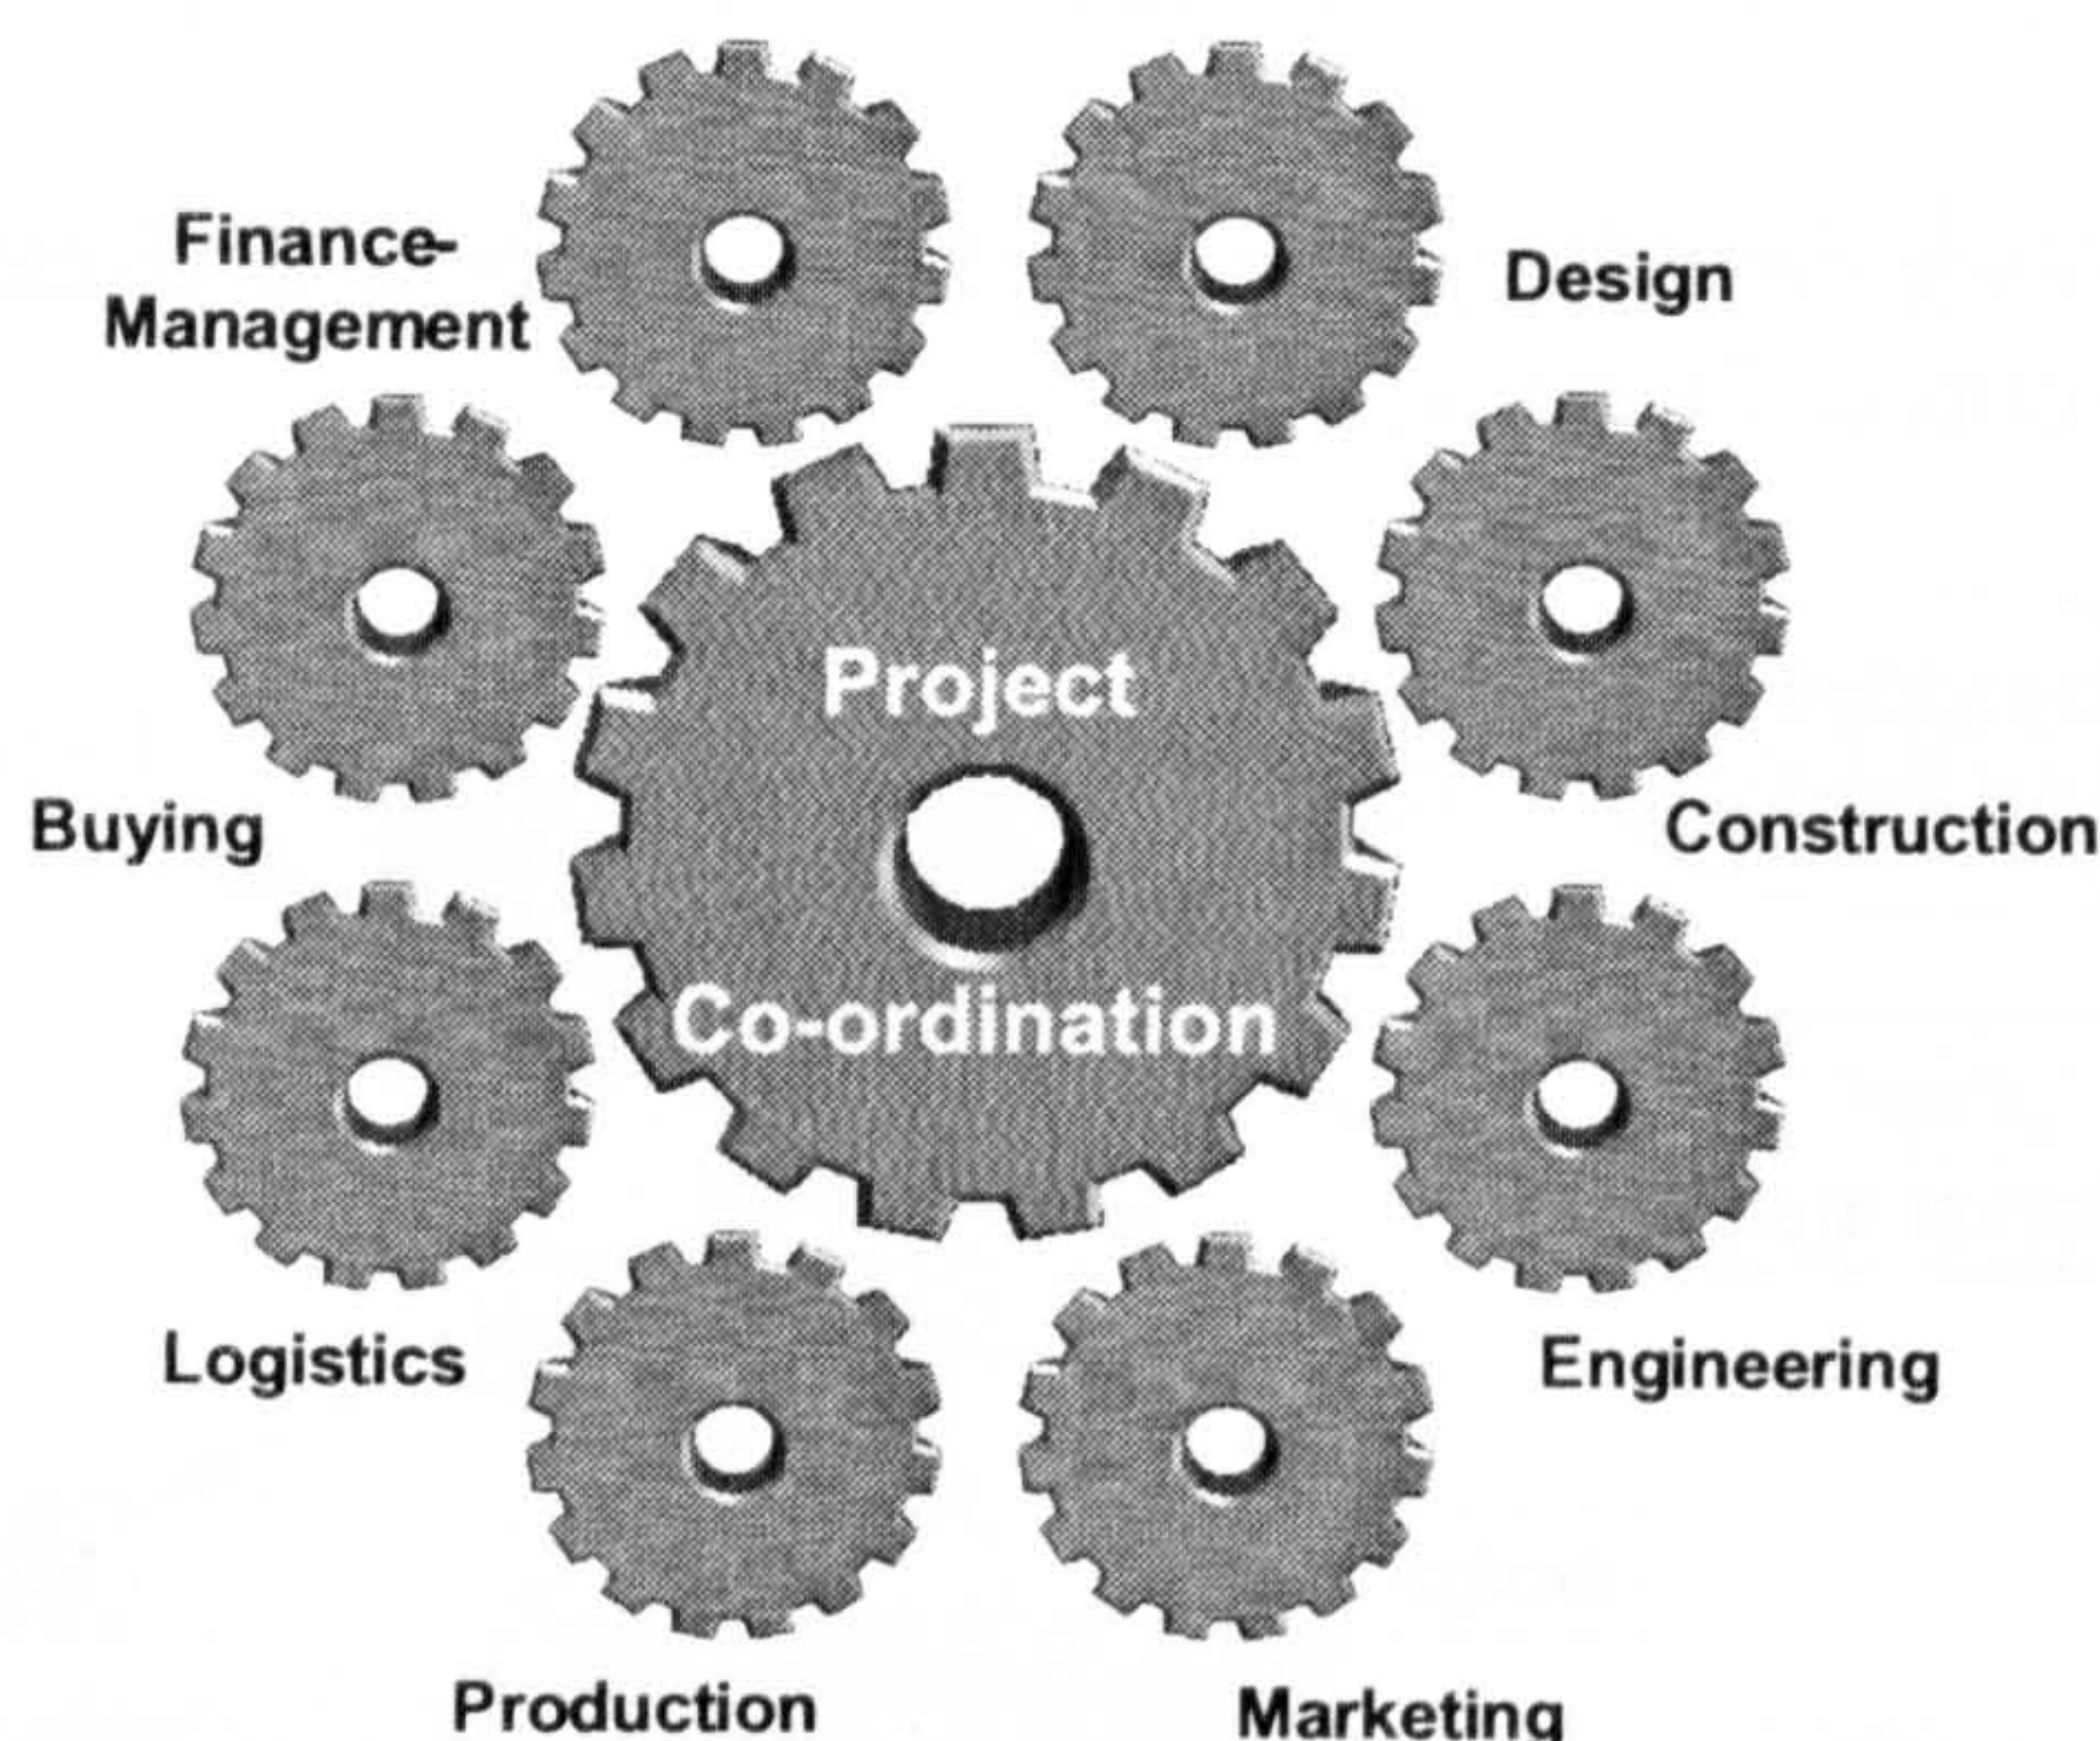 Finance-
Management
Design
Project
Buying
Construction
Co-ordination
Logistics
Engineering
Production
Marketing